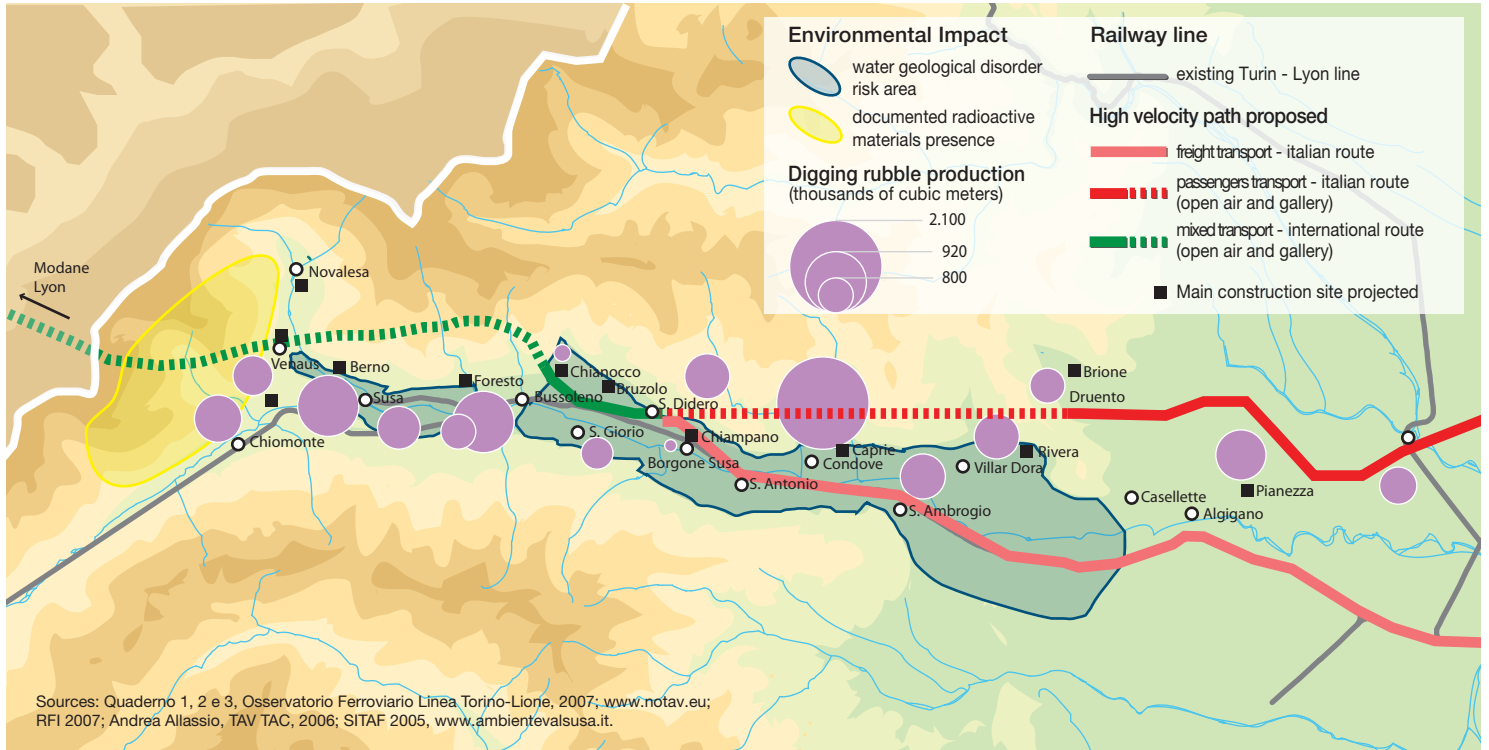 Environmental Impact
water geological disorder
risk area
documented radioactive
materials presence
Digging rubble production
(thousands of cubic meters)
2.100
920
800
Railway line
existing Turin - Lyon line
High velocity path proposed
freight transport - italian route
passengers transport - italian route
(open air and gallery)
mixed transport - international route
(open air and gallery)
Main construction site projected
Modane
Lyon
Novalesa
Venaus
Berno
Susa
Foresto
Chiomonte
Bussoleno
Chianocco
Bruzolo
S. Didero
S. Giorio
Chiampano
Borgone Susa
S. Antonio
Caprie
Condove
S. Ambrogio
Villar Dora
Rivera
Brione
Druento
Casellette
Algigano
Pianezza
Sources: Quaderno 1, 2 e 3, Osservatorio Ferroviario Linea Torino-Lione, 2007; www.notav.eu;
RFI 2007; Andrea Allassio, TAV TAC, 2006; SITAF 2005, www.ambientevalsusa.it.